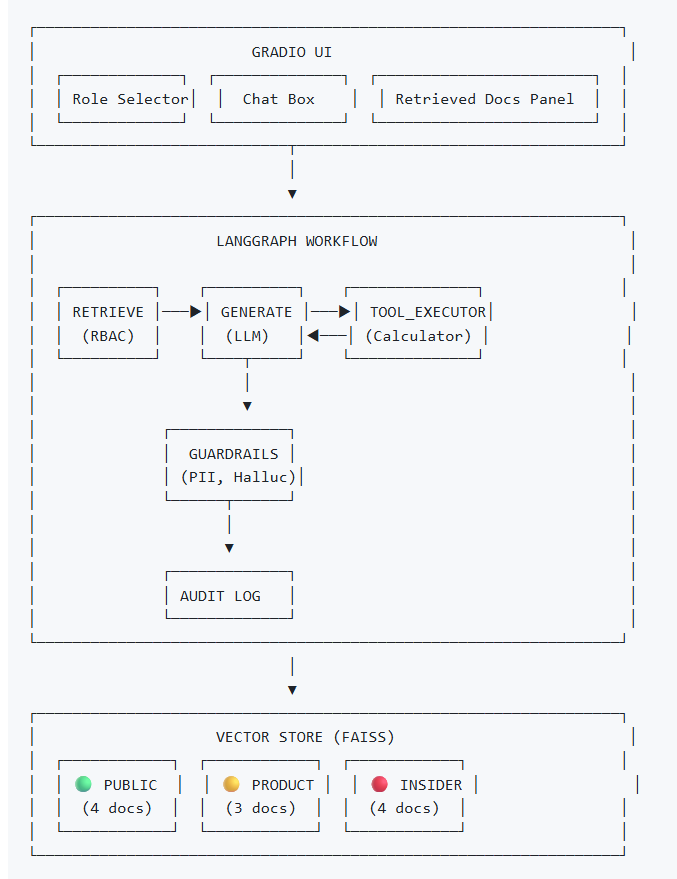 GRADIO UI
Role Selector Chat Box Retrieved Docs Panel
LANGGRAPH WORKFLOW
RETRIEVE GENERATE TOOL_EXECUTOR
(RBAC) (LLM) (Calculator)
GUARDRAILS
(PII, Halluc)
AUDIT LOG
VECTOR STORE (FAISS)
PUBLIC PRODUCT INSIDER
(4 docs) (3 docs) (4 docs)